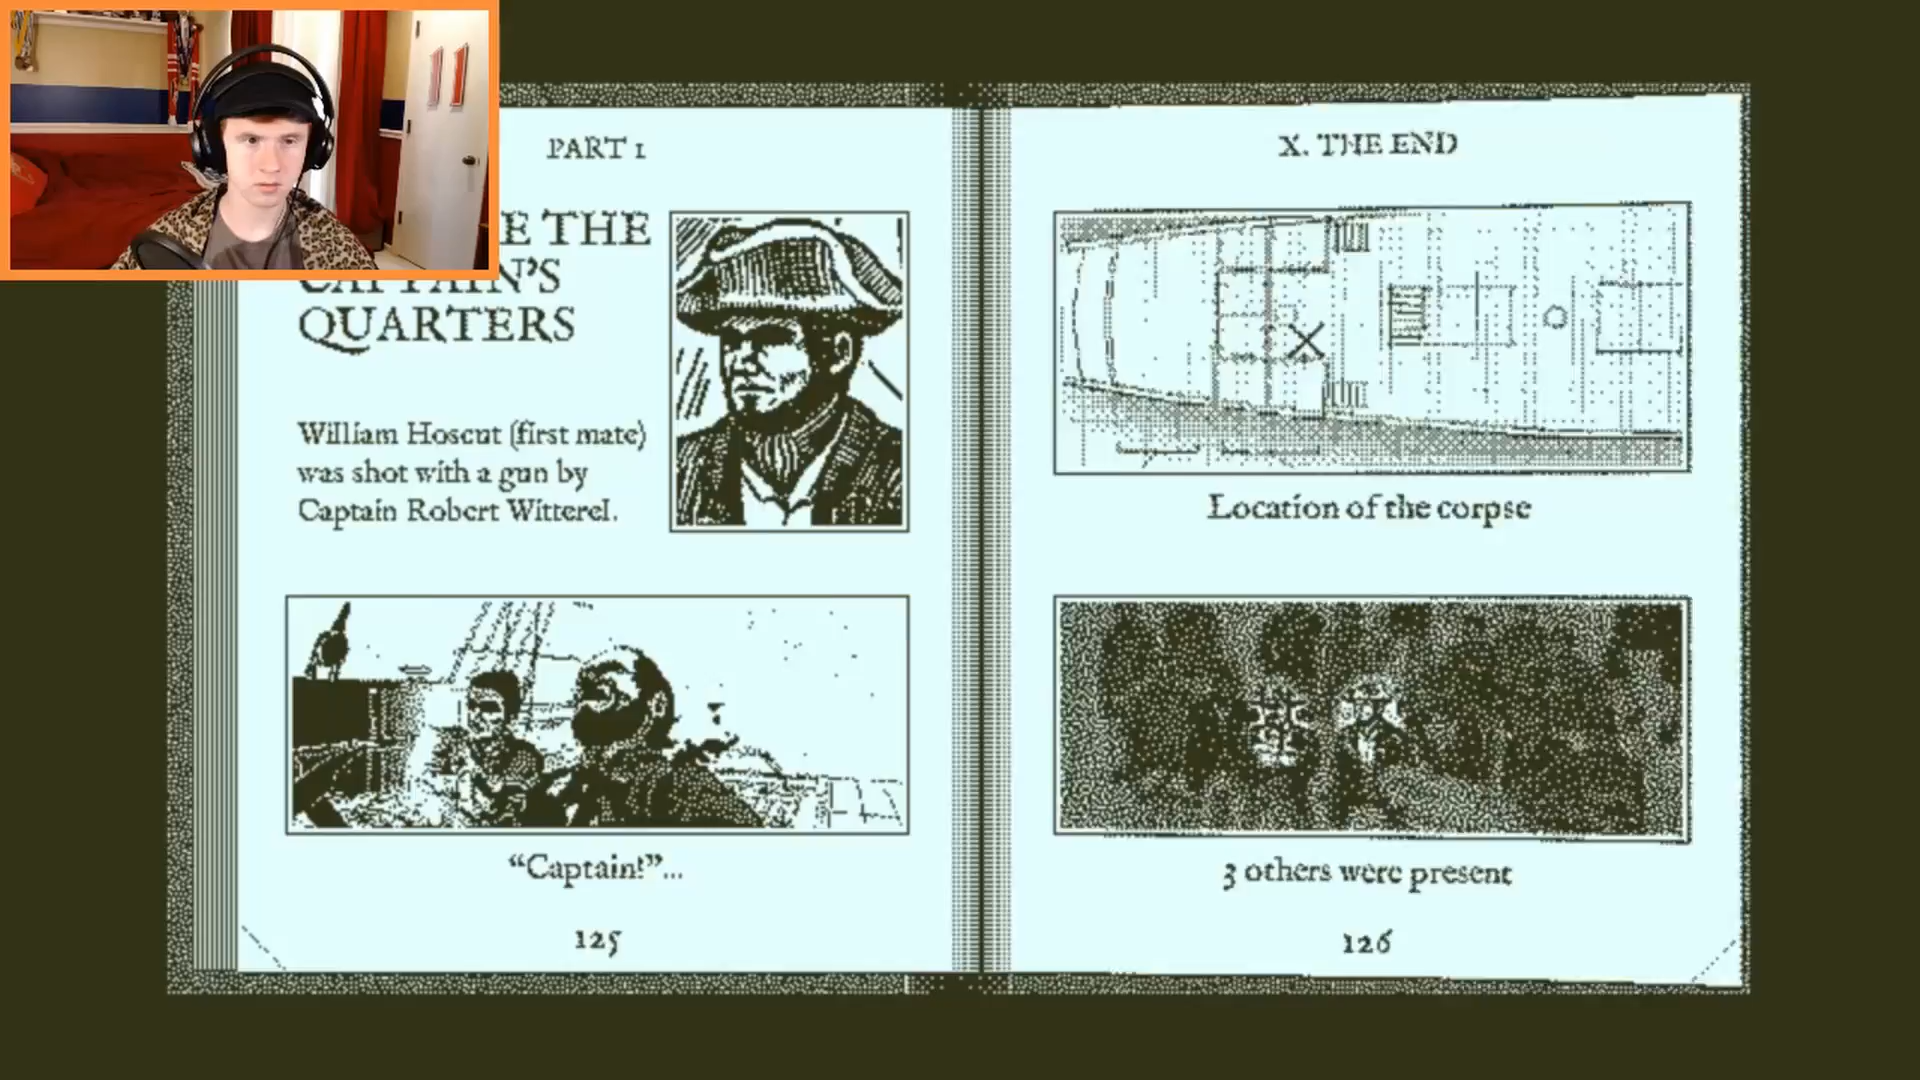 PART 1
E THE
CAPTAIN'S
QUARTERS
William Hoscut (first mate)
was shot with a gun by
Captain Robert Witterel.
“Captain!”...
125
X. THE END
Location of the corpse
3 others were present
126